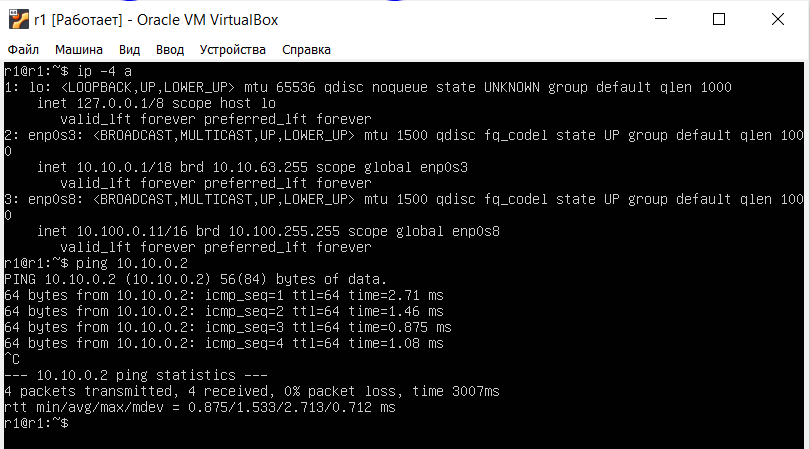 r1 [Работает] - Oracle VM VirtualBox
Файл Машина Вид Ввод Устройства Справка
r1@r1:~$ ip -4 a
1: lo: <LOOPBACK,UP,LOWER_UP> mtu 65536 qdisc noqueue state UNKNOWN group default qlen 1000
    inet 127.0.0.1/8 scope host lo
       valid_lft forever preferred_lft forever
2: enp0s3: <BROADCAST,MULTICAST,UP,LOWER_UP> mtu 1500 qdisc fq_codel state UP group default qlen 100
0
    inet 10.10.0.1/18 brd 10.10.63.255 scope global enp0s3
       valid_lft forever preferred_lft forever
3: enp0s8: <BROADCAST,MULTICAST,UP,LOWER_UP> mtu 1500 qdisc fq_codel state UP group default qlen 100
0
    inet 10.100.0.11/16 brd 10.100.255.255 scope global enp0s8
       valid_lft forever preferred_lft forever
r1@r1:~$ ping 10.10.0.2
PING 10.10.0.2 (10.10.0.2) 56(84) bytes of data.
64 bytes from 10.10.0.2: icmp_seq=1 ttl=64 time=2.71 ms
64 bytes from 10.10.0.2: icmp_seq=2 ttl=64 time=1.46 ms
64 bytes from 10.10.0.2: icmp_seq=3 ttl=64 time=0.875 ms
64 bytes from 10.10.0.2: icmp_seq=4 ttl=64 time=1.08 ms
^C
--- 10.10.0.2 ping statistics ---
4 packets transmitted, 4 received, 0% packet loss, time 3007ms
rtt min/avg/max/mdev = 0.875/1.533/2.713/0.712 ms
r1@r1:~$